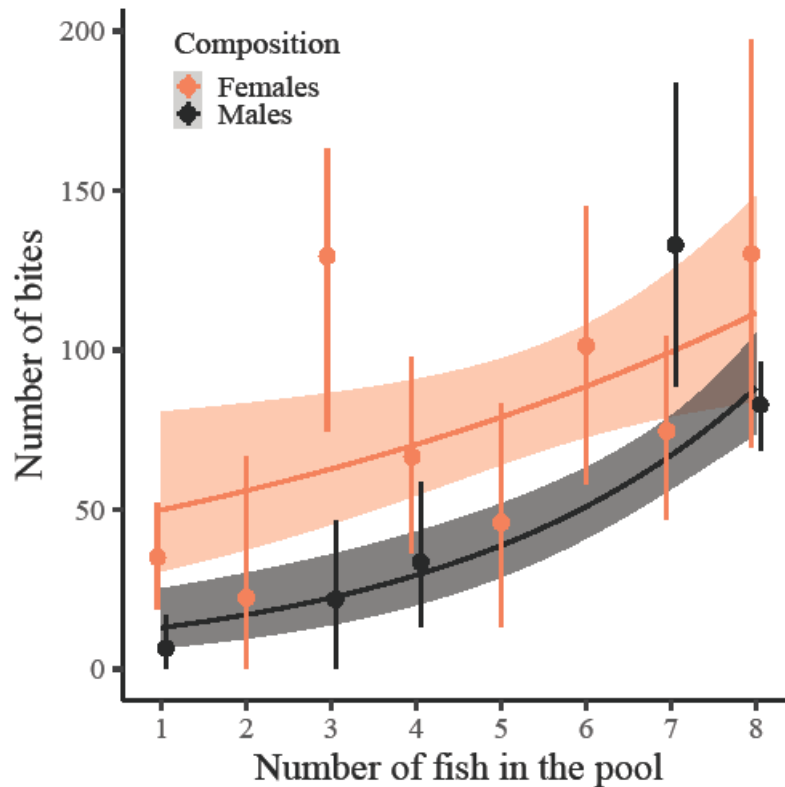 Number of bites
200
150
100
50
0
Composition
Females
Males
1 2 3 4 5 6 7 8
Number of fish in the pool